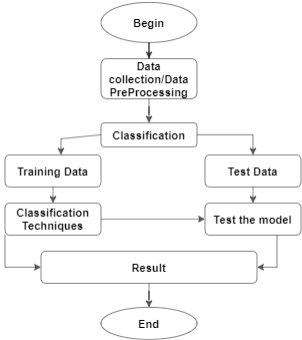 Begin
Data
collection/Data
PreProcessing
Classification
Training Data
Test Data
Classification
Techniques
Test the model
Result
End